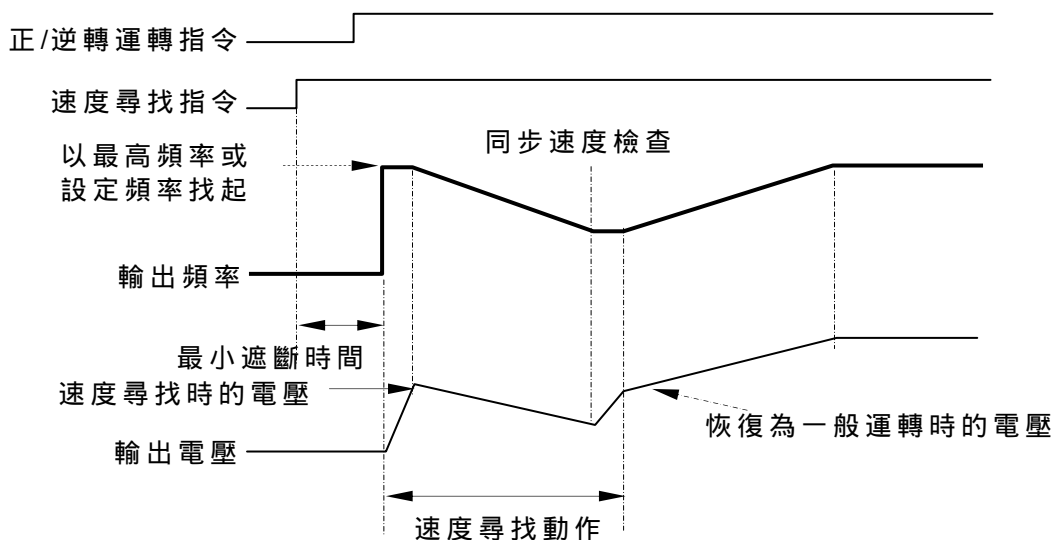 正/逆轉運轉指令
速度尋找指令
同步速度檢查
以最高頻率或
設定頻率找起
輸出頻率
最小遮斷時間
速度尋找時的電壓
恢復為一般運轉時的電壓
輸出電壓
速度尋找動作